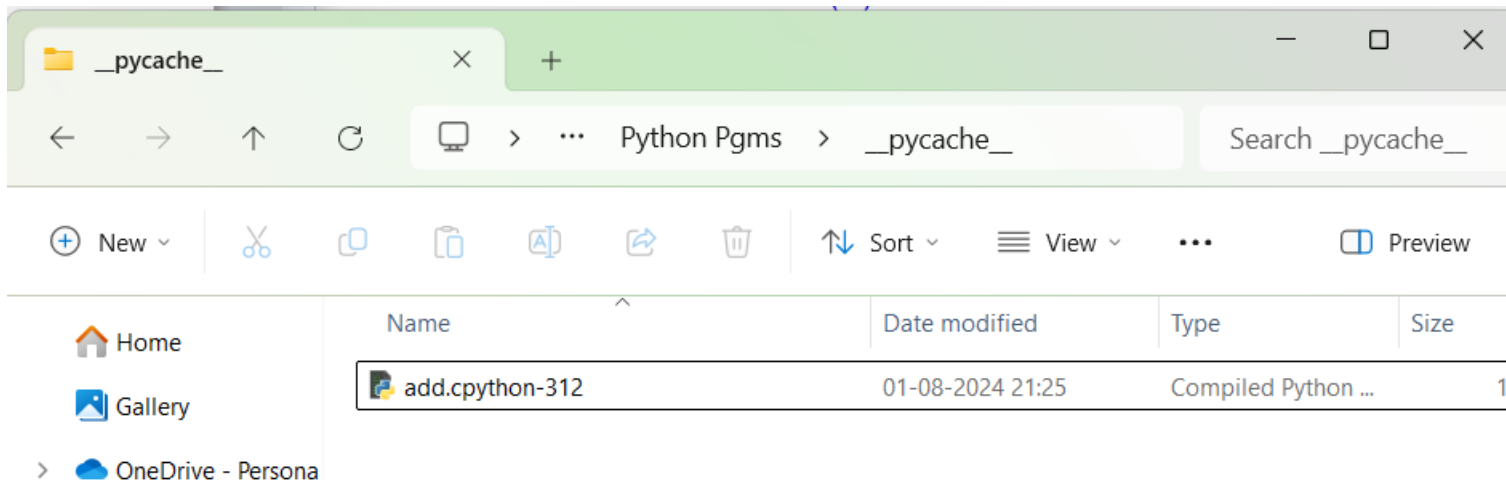 __pycache__
Python Pgms > __pycache__
Search __pycache__
New
Sort
View
Preview
Name
Date modified
Type
Size
Home
add.cpython-312
01-08-2024 21:25
Compiled Python ...
1
Gallery
OneDrive - Persona